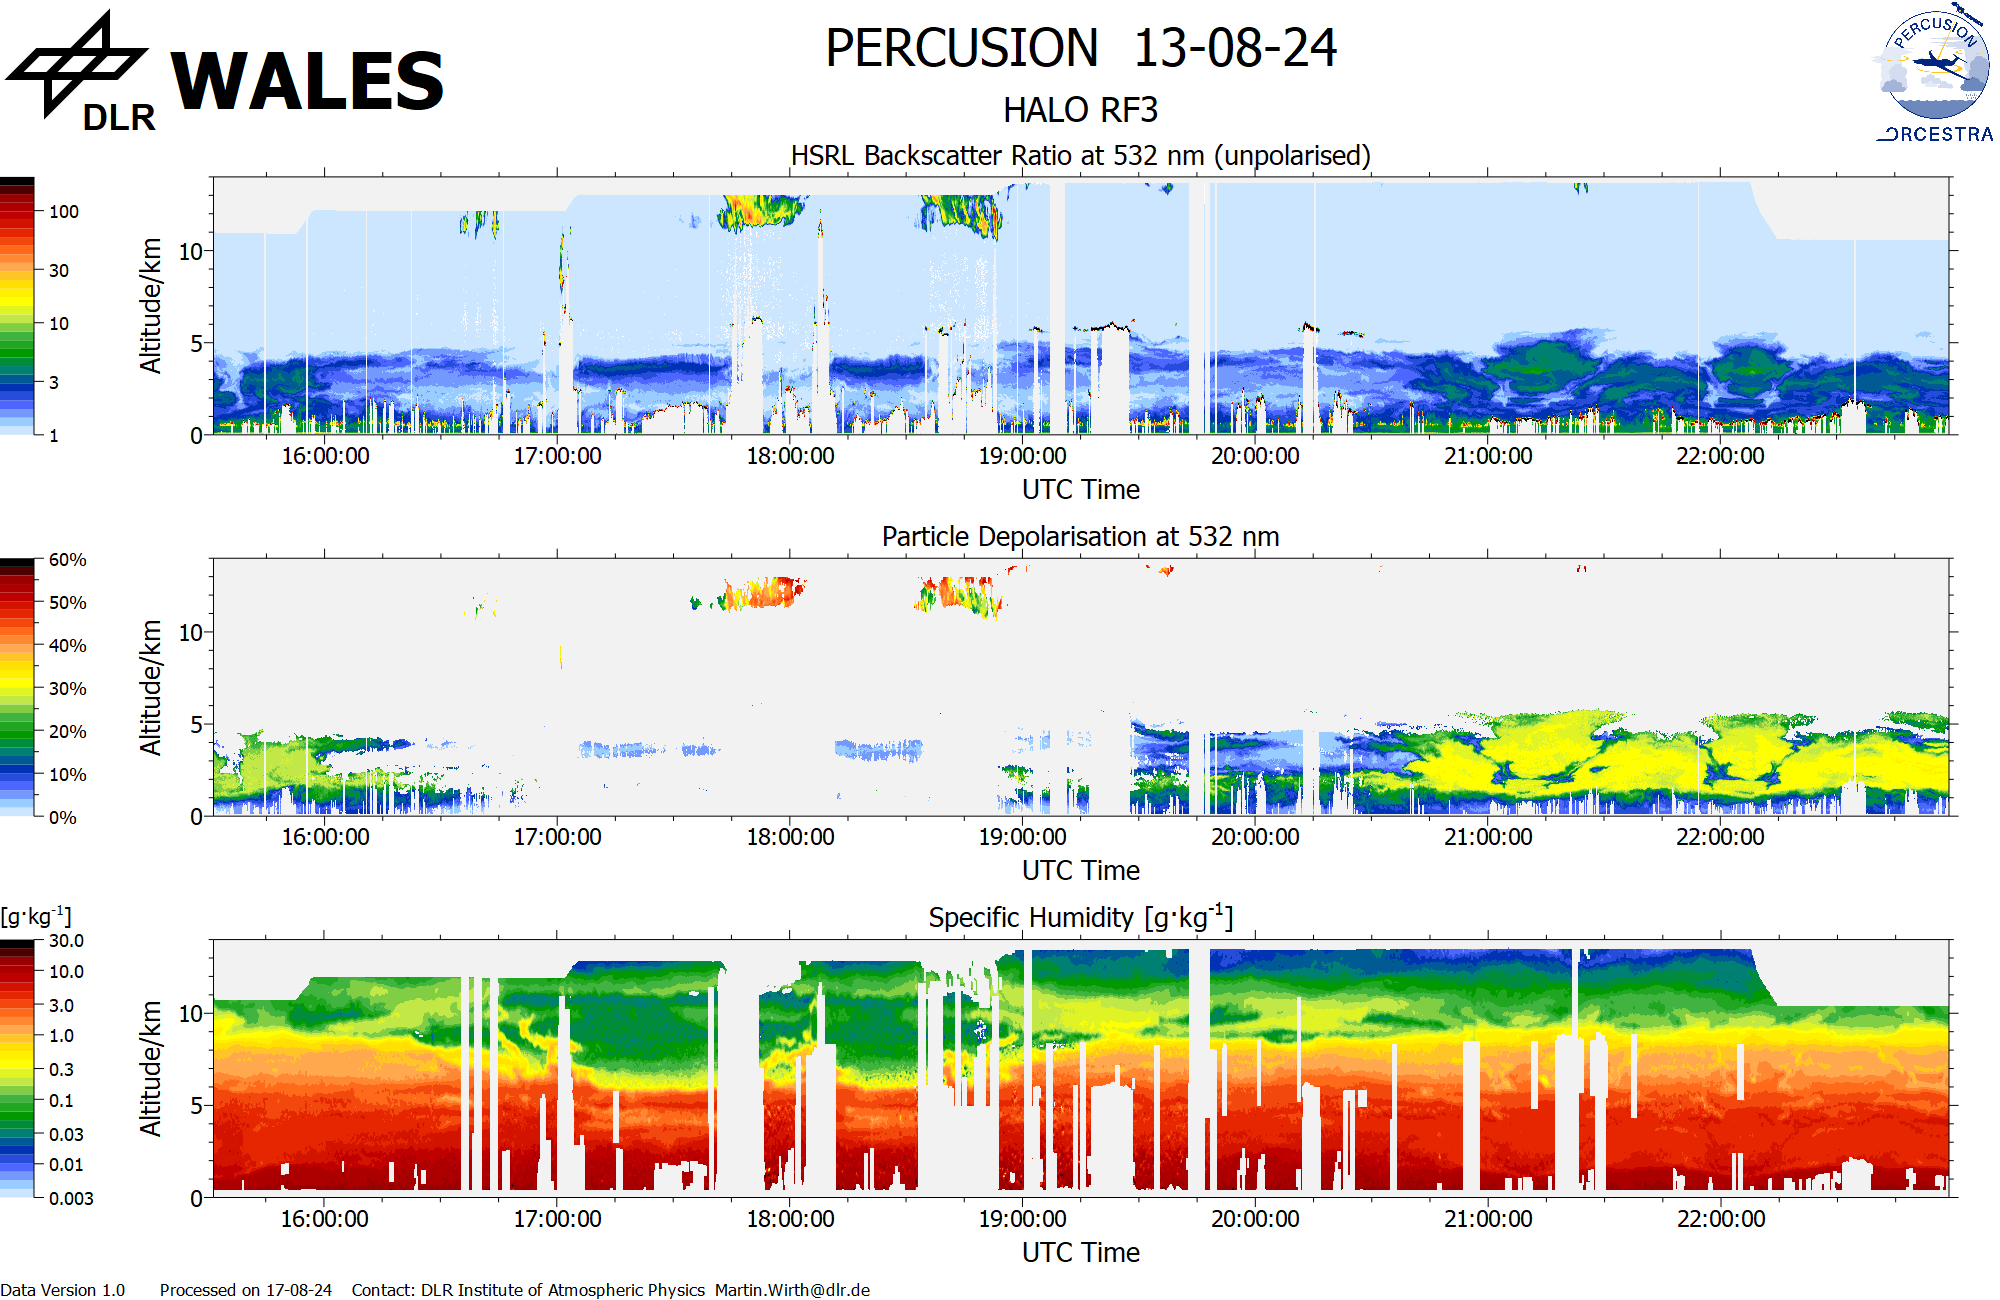 DLR
WALES
PERCUSION 13-08-24
HALO RF3
PERCUSION
ORCESTRA
HSRL Backscatter Ratio at 532 nm (unpolarised)
100
30
10
3
1
Altitude/km
10
5
0
16:00:00 17:00:00 18:00:00 19:00:00 20:00:00 21:00:00 22:00:00
UTC Time
Particle Depolarisation at 532 nm
60%
50%
40%
30%
20%
10%
0%
Altitude/km
10
5
0
16:00:00 17:00:00 18:00:00 19:00:00 20:00:00 21:00:00 22:00:00
UTC Time
Specific Humidity [g·kg⁻¹]
[g·kg⁻¹]
30.0
10.0
3.0
1.0
0.3
0.1
0.03
0.01
0.003
Altitude/km
10
5
0
16:00:00 17:00:00 18:00:00 19:00:00 20:00:00 21:00:00 22:00:00
UTC Time
Data Version 1.0 Processed on 17-08-24 Contact: DLR Institute of Atmospheric Physics Martin.Wirth@dlr.de